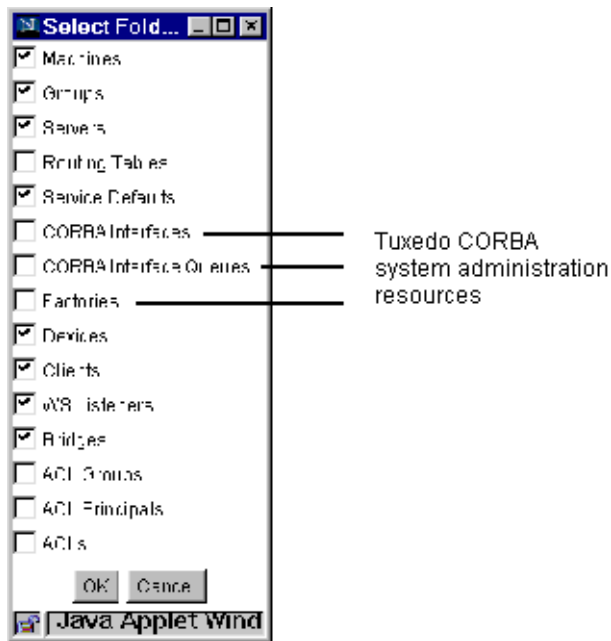 Select Fold...
Machines
Groups
Servers
Routing Tables
Service Defaults
CORBA Interfaces
CORBA Interface Queues
Factories
Devices
Clients
WS Listeners
Bridges
ACL Groups
ACL Principals
ACLs
OK Cancel
Java Applet Wind
Tuxedo CORBA
system administration
resources